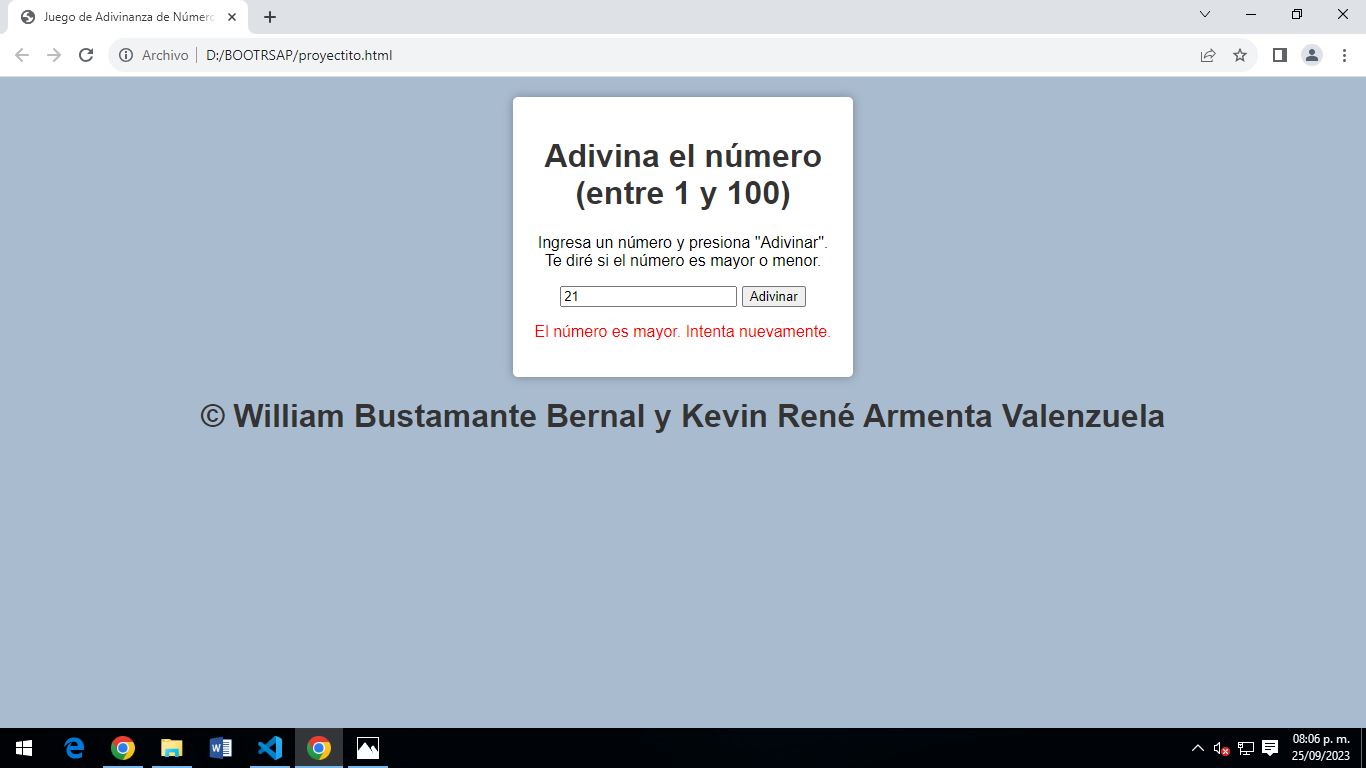 Juego de Adivinanza de Número
Archivo
D:/BOOTRSAP/proyectito.html
Adivina el número
(entre 1 y 100)
Ingresa un número y presiona "Adivinar".
Te diré si el número es mayor o menor.
21 Adivinar
El número es mayor. Intenta nuevamente.
© William Bustamante Bernal y Kevin René Armenta Valenzuela
08:06 p. m.
25/09/2023